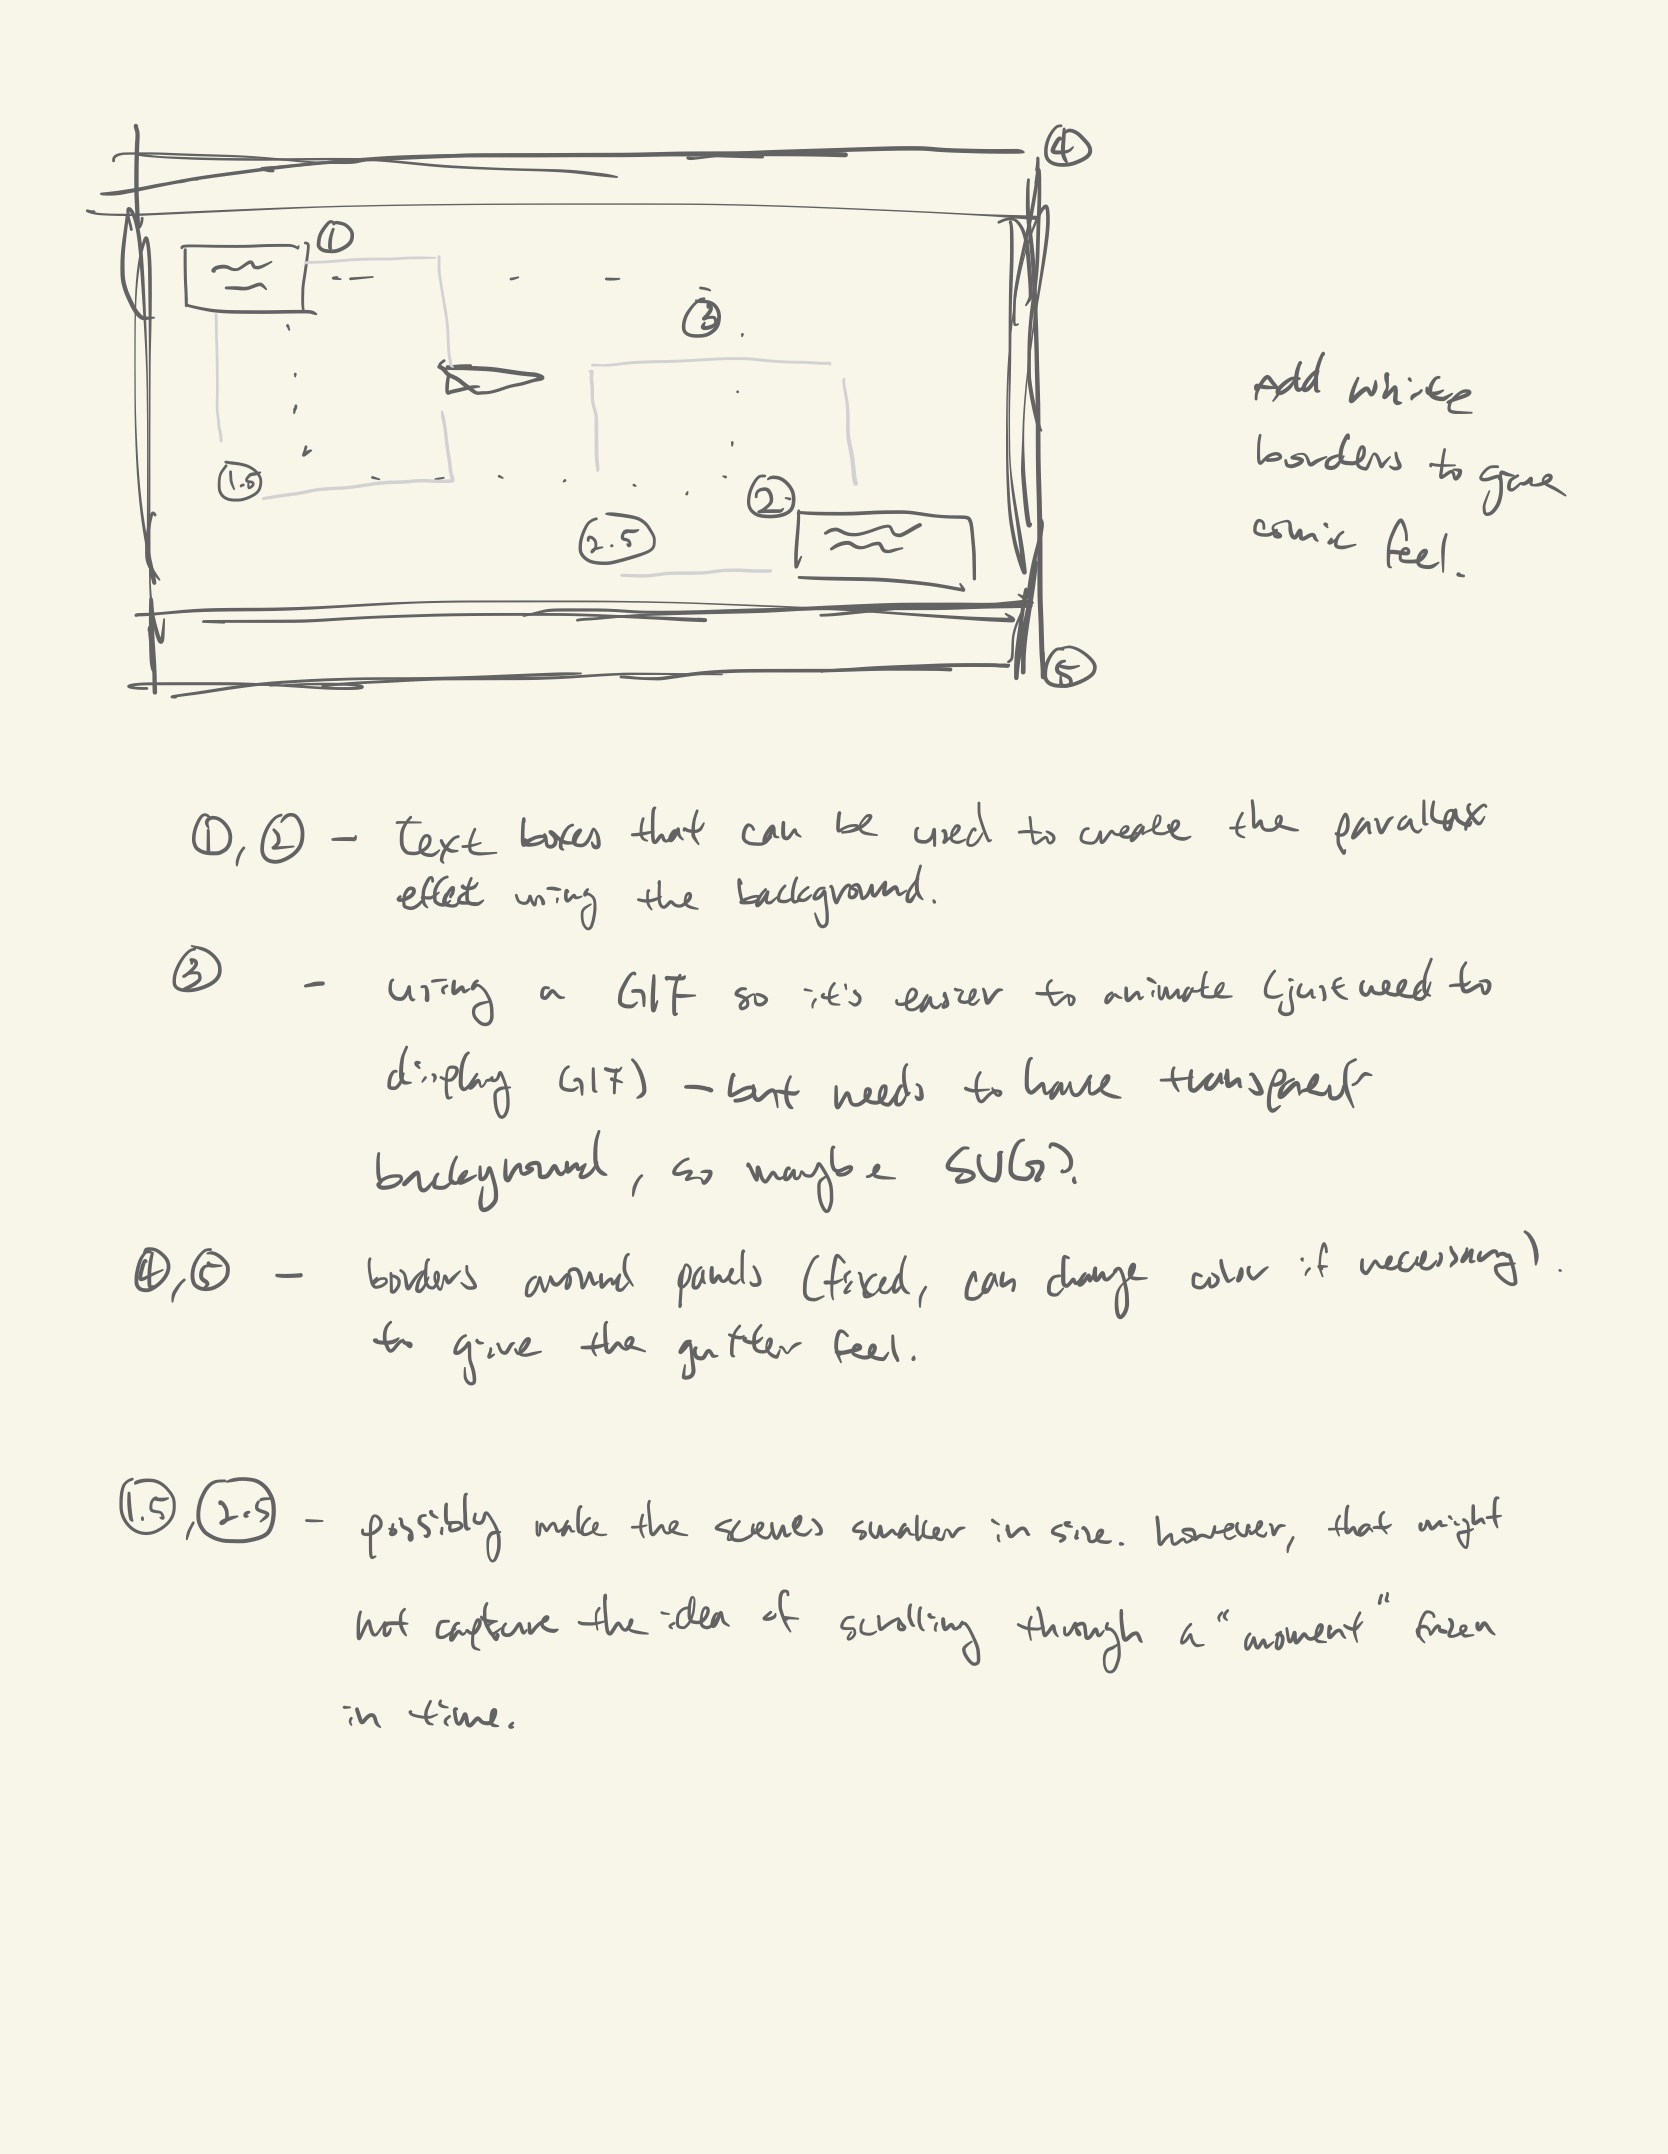 4
1
3
1.5
2
2.5
5
Add white
borders to give
comic feel.
1, 2 - text boxes that can be used to create the parallax
effect using the background.
3 - using a GIF so it's easier to animate (just need to
display GIF) - but needs to have transparent
background, so maybe SVG?
4, 5 - borders around panels (fixed, can change color if necessary)
to give the gutter feel.
1.5, 2.5 - possibly make the scenes smaller in size. however, that might
not capture the idea of scrolling through a "moment" frozen
in time.